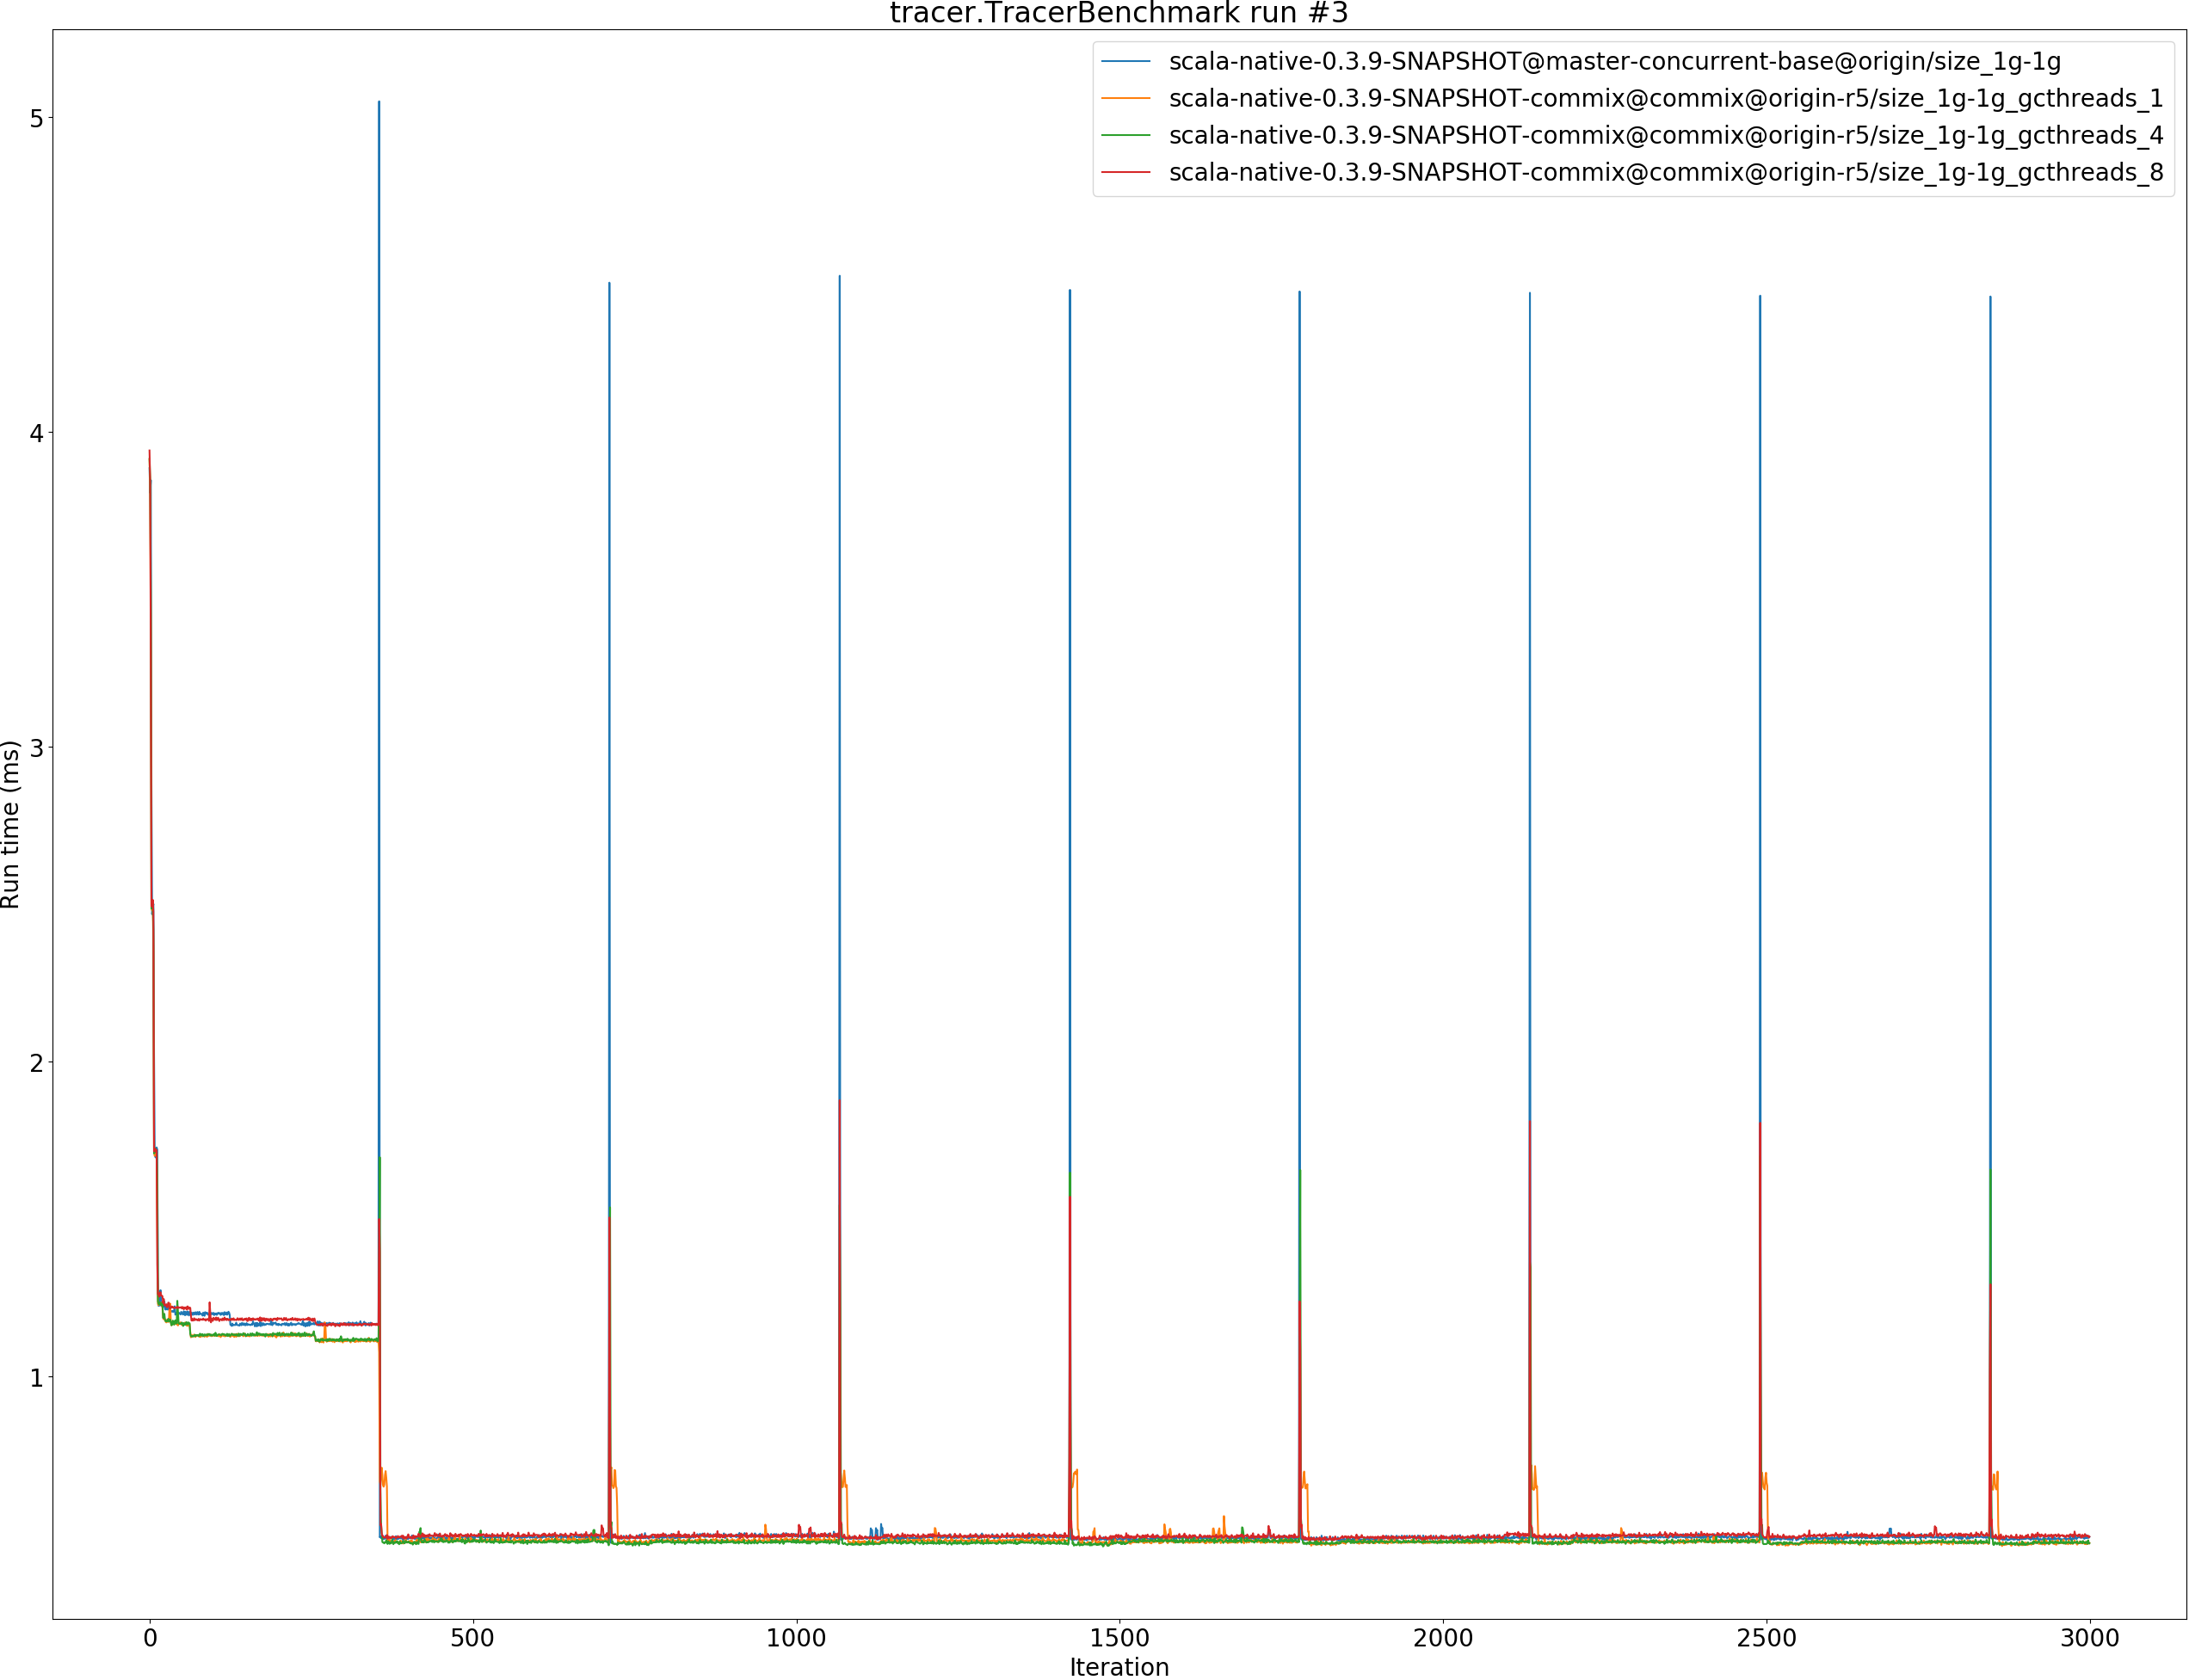 tracer.TracerBenchmark run #3
scala-native-0.3.9-SNAPSHOT@master-concurrent-base@origin/size_1g-1g
scala-native-0.3.9-SNAPSHOT-commix@commix@origin-r5/size_1g-1g_gcthreads_1
scala-native-0.3.9-SNAPSHOT-commix@commix@origin-r5/size_1g-1g_gcthreads_4
scala-native-0.3.9-SNAPSHOT-commix@commix@origin-r5/size_1g-1g_gcthreads_8
5
4
3
2
1
Run time (ms)
0 500 1000 1500 2000 2500 3000
Iteration